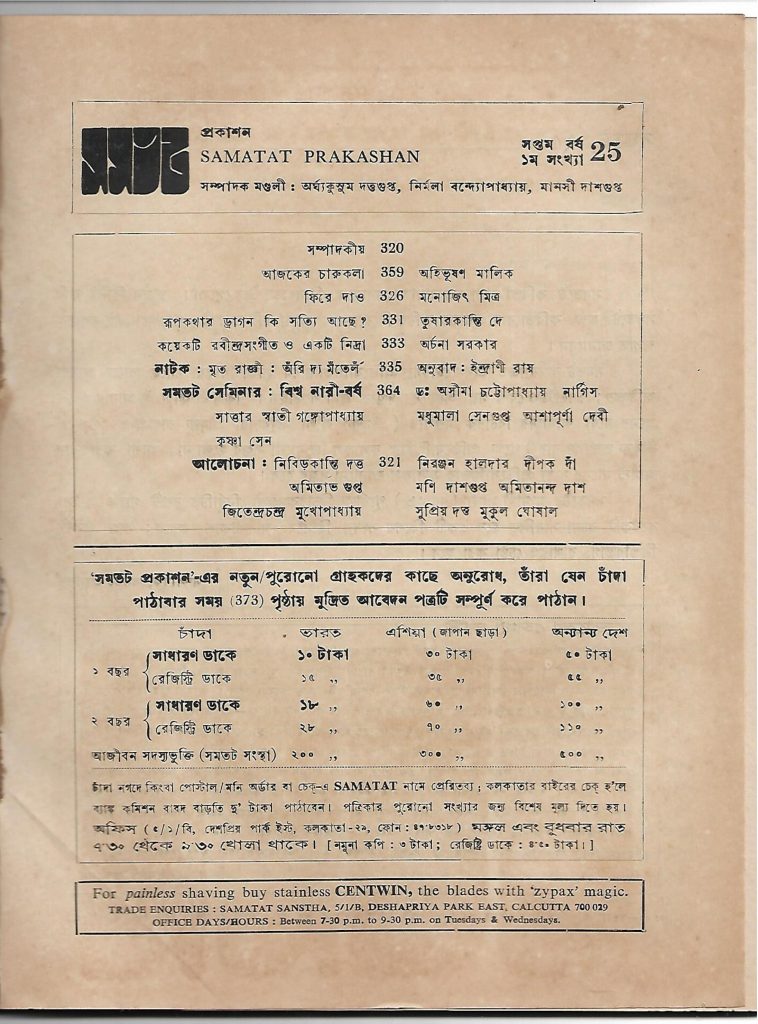 সমতট
প্রকাশন
SAMATAT PRAKASHAN
সপ্তম বর্ষ
১ম সংখ্যা 25
সম্পাদক মণ্ডলী : অর্ঘ্যকুসুম দত্তগুপ্ত, নির্মলা বন্দ্যোপাধ্যায়, মানসী দাশগুপ্ত
সম্পাদকীয় 320
আজকের চারুকলা 359 অহিভূষণ মালিক
ফিরে দাও 326 মনোজিৎ মিত্র
রূপকথার ড্রাগন কি সত্যি আছে? 331 তুষারকান্তি দে
কয়েকটি রবীন্দ্রসংগীত ও একটি নিদ্রা 333 অর্চনা সরকার
নাটক : মৃত রাজ্ঞী : অঁরি দ্য মঁতের্ল 335 অনুবাদ : ইন্দ্রাণী রায়
সমতট সেমিনার : বিশ্ব নারী-বর্ষ 364 ডঃ অসীমা চট্টোপাধ্যায় নার্গিস
সাত্তার স্বাতী গঙ্গোপাধ্যায় মধুমালা সেনগুপ্ত আশাপূর্ণা দেবী
কৃষ্ণা সেন
আলোচনা : নিবিড়কান্তি দত্ত 321 নিরঞ্জন হালদার দীপক দাঁ
অমিতাভ গুপ্ত মণি দাশগুপ্ত অমিতানন্দ দাশ
জিতেন্দ্রচন্দ্র মুখোপাধ্যায় সুপ্রিয় দত্ত মুকুল ঘোষাল
'সমতট প্রকাশন'-এর নতুন/পুরোনো গ্রাহকদের কাছে অনুরোধ, তাঁরা যেন চাঁদা
পাঠাবার সময় (373) পৃষ্ঠায় মুদ্রিত আবেদন পত্রটি সম্পূর্ণ করে পাঠান।
চাঁদা ভারত এশিয়া (জাপান ছাড়া) অন্যান্য দেশ
সাধারণ ডাকে ১০ টাকা ৩০ টাকা ৫০ টাকা
১ বছর
রেজিস্ট্রি ডাকে ১৫ ,, ৩৫ ,, ৫৫ ,,
সাধারণ ডাকে ১৮ ,, ৬০ ,, ১০০ ,,
২ বছর
রেজিস্ট্রি ডাকে ২৮ ,, ৭০ ,, ১১০ ,,
আজীবন সদস্যভুক্তি (সমতট সংস্থা) ২০০ ,, ৩০০ ,, ৫০০ ,,
চাঁদা নগদে কিংবা পোস্টাল/মনি অর্ডার বা চেক্-এ SAMATAT নামে প্রেরিতব্য; কলকাতার বাইরের চেক্ হ'লে
ব্যাঙ্ক কমিশন বাবদ বাড়তি দু' টাকা পাঠাবেন। পত্রিকার পুরোনো সংখ্যার জন্য বিশেষ মূল্য দিতে হয়।
অফিস (৫/১/বি, দেশপ্রিয় পার্ক ইস্ট, কলকাতা-২৯, ফোন : ৪৭-৮৩১৮) মঙ্গল এবং বুধবার রাত
৭'৩০ থেকে ৯'৩০ খোলা থাকে। [নমুনা কপি : ৩ টাকা; রেজিষ্ট্রি ডাকে : ৪'৫০ টাকা।]
For painless shaving buy stainless CENTWIN, the blades with 'zypax' magic.
TRADE ENQUIRIES : SAMATAT SANSTHA, 5/1/B, DESHAPRIYA PARK EAST, CALCUTTA 700 029
OFFICE DAYS/HOURS : Between 7-30 p.m. to 9-30 p.m. on Tuesdays & Wednesdays.